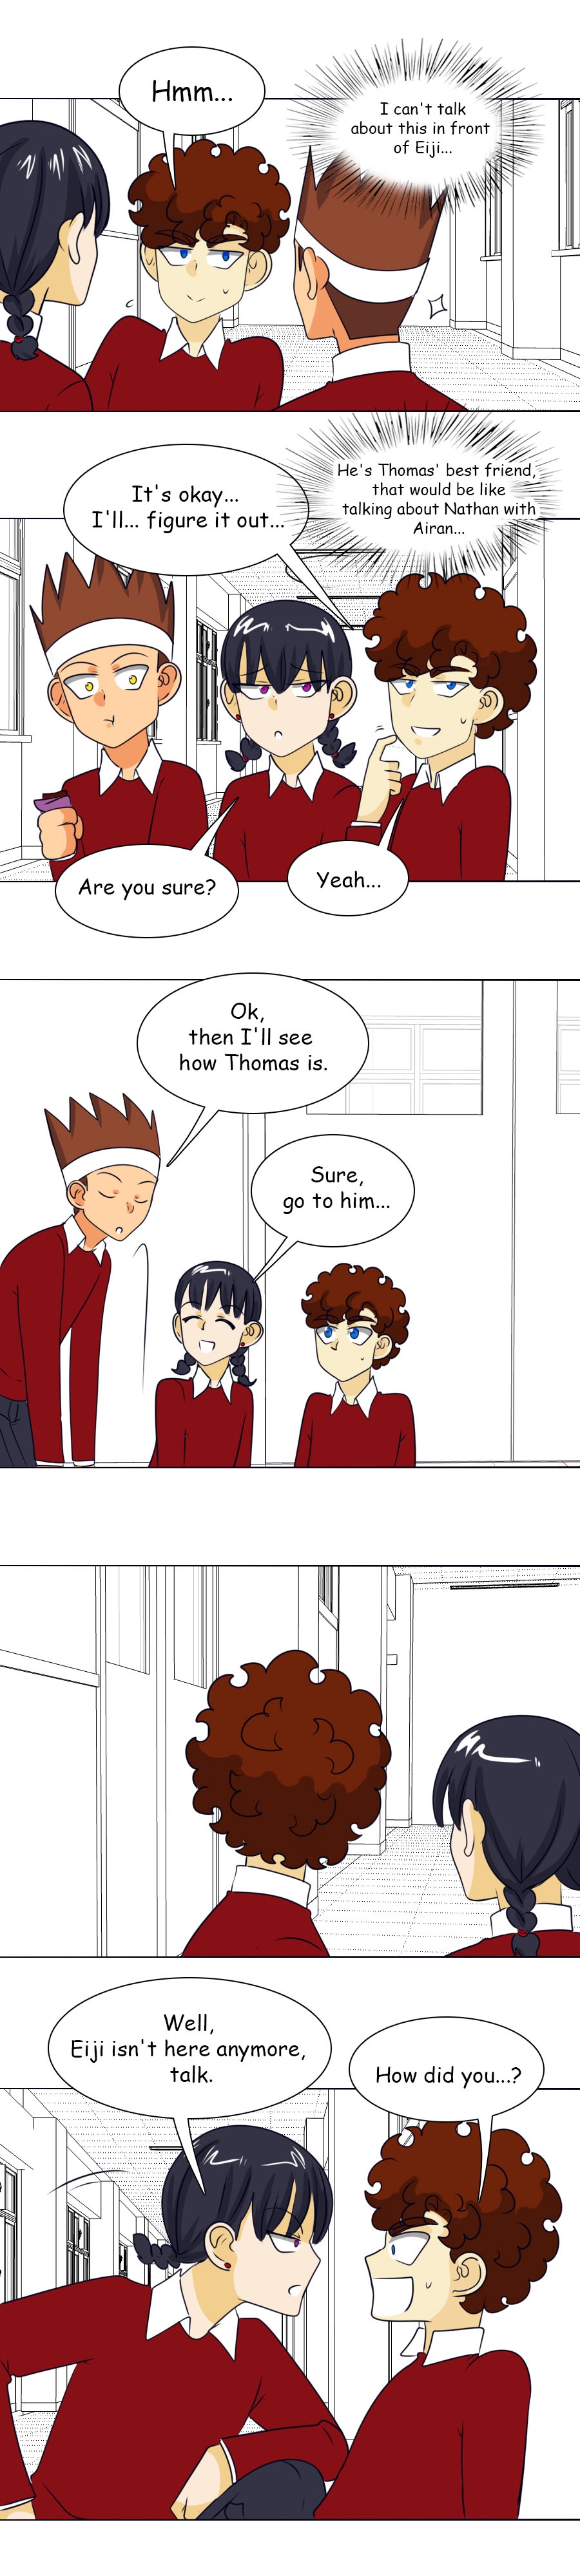 Hmm...
I can't talk
about this in front
of Eiji...
It's okay...
I'll... figure it out...
He's Thomas' best friend,
that would be like
talking about Nathan with
Airan...
Are you sure?
Yeah...
Ok,
then I'll see
how Thomas is.
Sure,
go to him...
Well,
Eiji isn't here anymore,
talk.
How did you...?